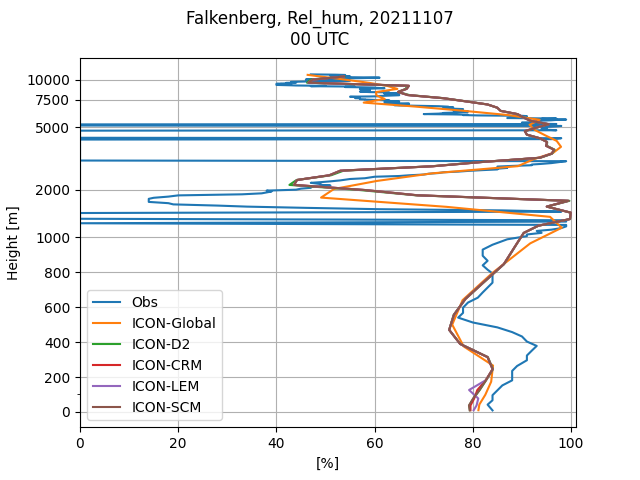 Falkenberg, Rel_hum, 20211107
00 UTC
10000
7500
5000
2000
1000
800
600
400
200
0
Height [m]
Obs
ICON-Global
ICON-D2
ICON-CRM
ICON-LEM
ICON-SCM
0 20 40 60 80 100
[%]